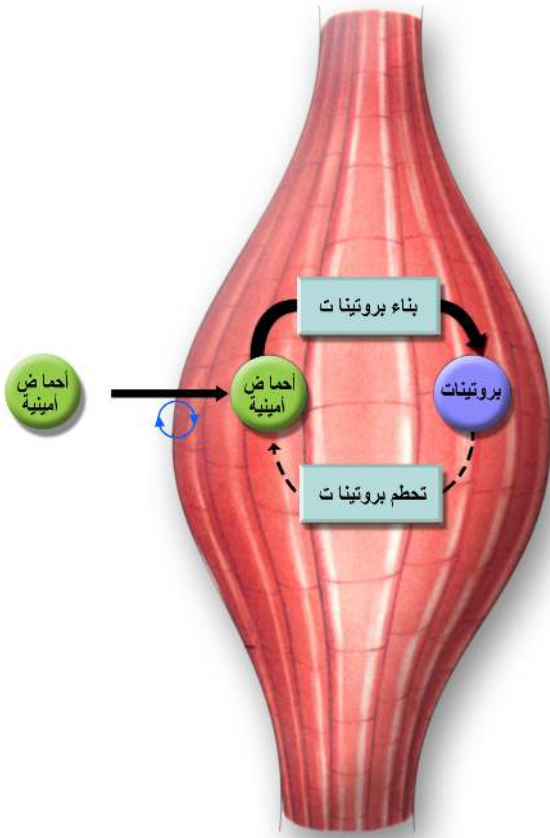 بناء بروتينا ت
أحما ض
أمينية
أحما ض
أمينية
بروتينات
تحطم بروتينا ت